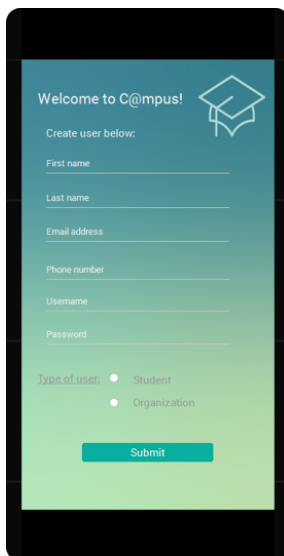 Welcome to C@mpus!
Create user below:
First name
Last name
Email address
Phone number
Username
Password
Type of user: Student
Organization
Submit